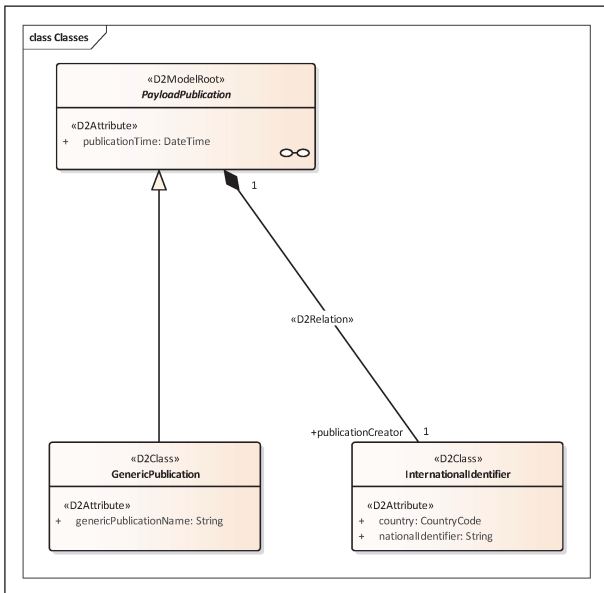 class Classes
«D2ModelRoot»
PayloadPublication
«D2Attribute»
+ publicationTime: DateTime
1
«D2Relation»
+publicationCreator 1
«D2Class»
GenericPublication
«D2Attribute»
+ genericPublicationName: String
«D2Class»
InternationalIdentifier
«D2Attribute»
+ country: CountryCode
+ nationalIdentifier: String